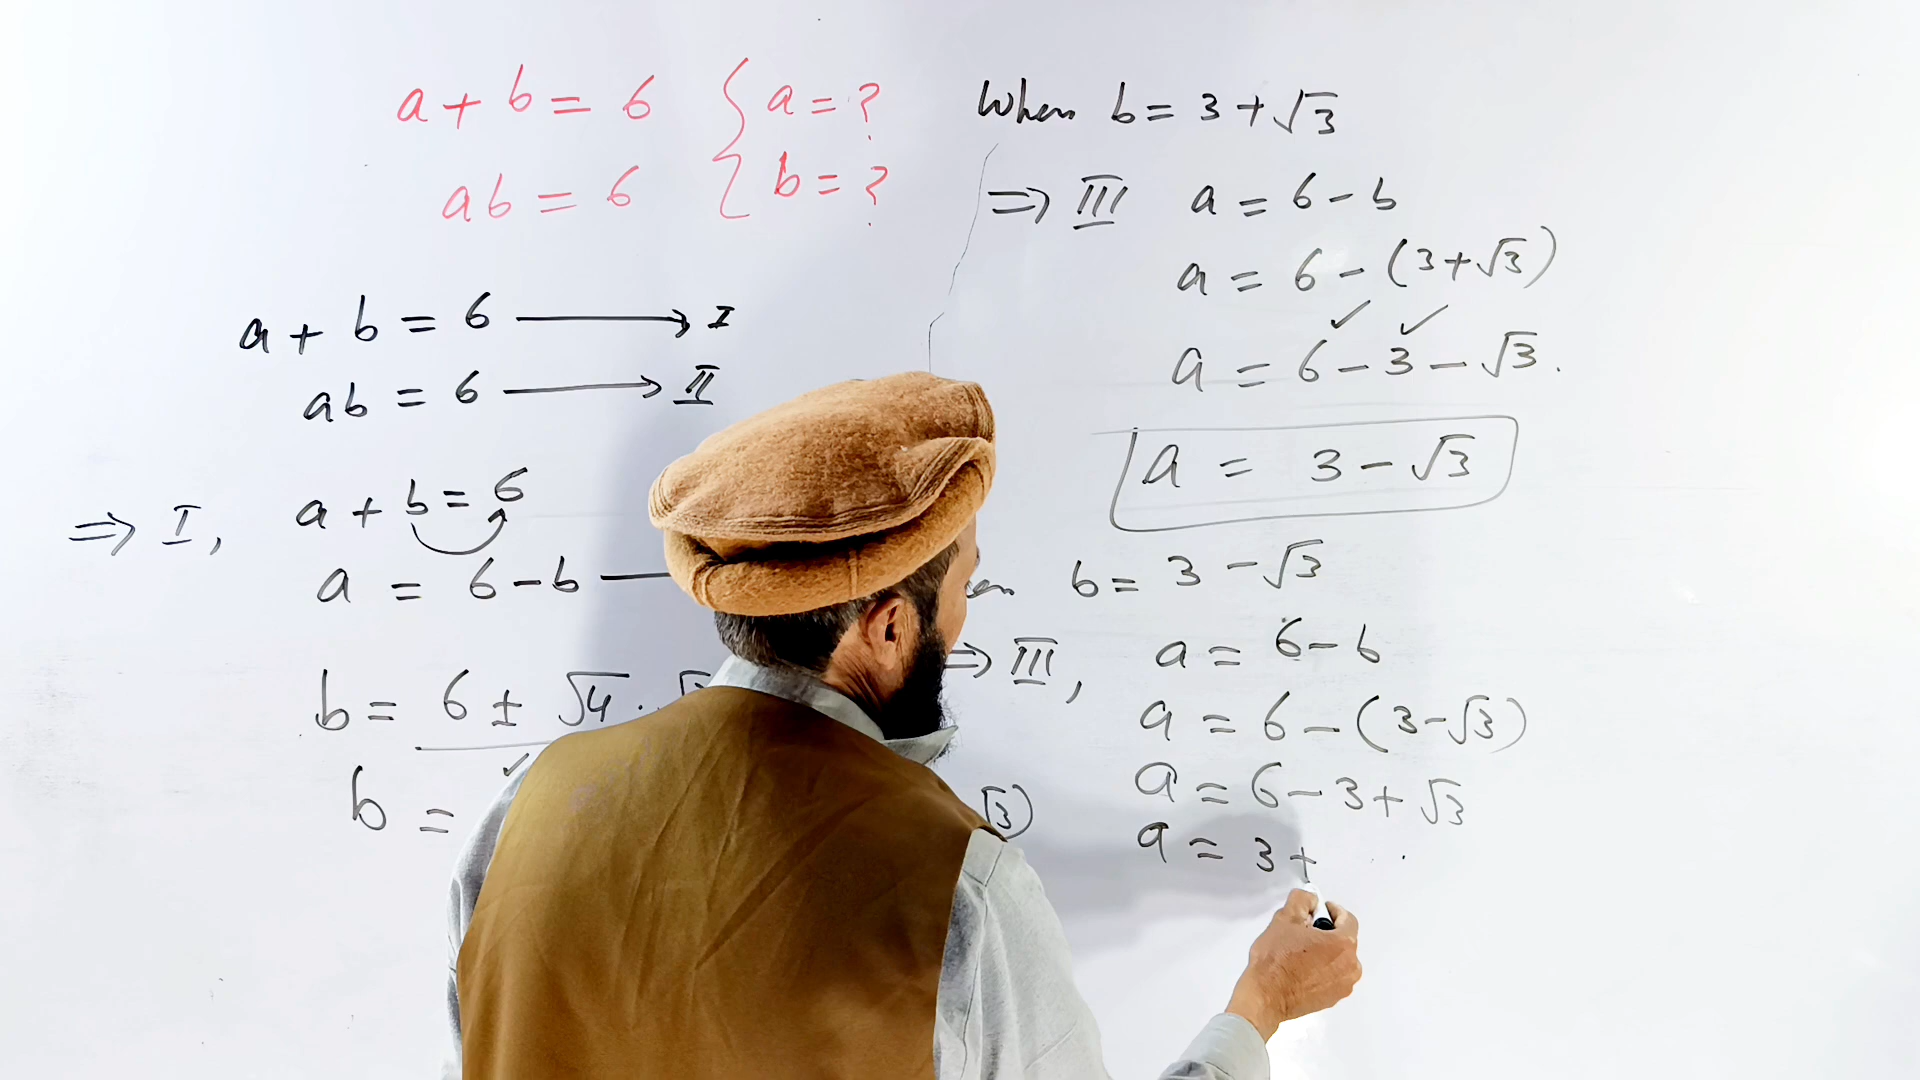 a + b = 6 { a = ?
ab = 6 { b = ?
a + b = 6 → I
ab = 6 → II
⇒ I, a + b = 6
a = 6 - b
b = 6 ± √4 .
b =
√3)
When b = 3 + √3
⇒ III a = 6 - b
a = 6 - (3 + √3)
a = 6 - 3 - √3.
a = 3 - √3
b = 3 - √3
⇒ III, a = 6 - b
a = 6 - (3 - √3)
a = 6 - 3 + √3
a = 3 +